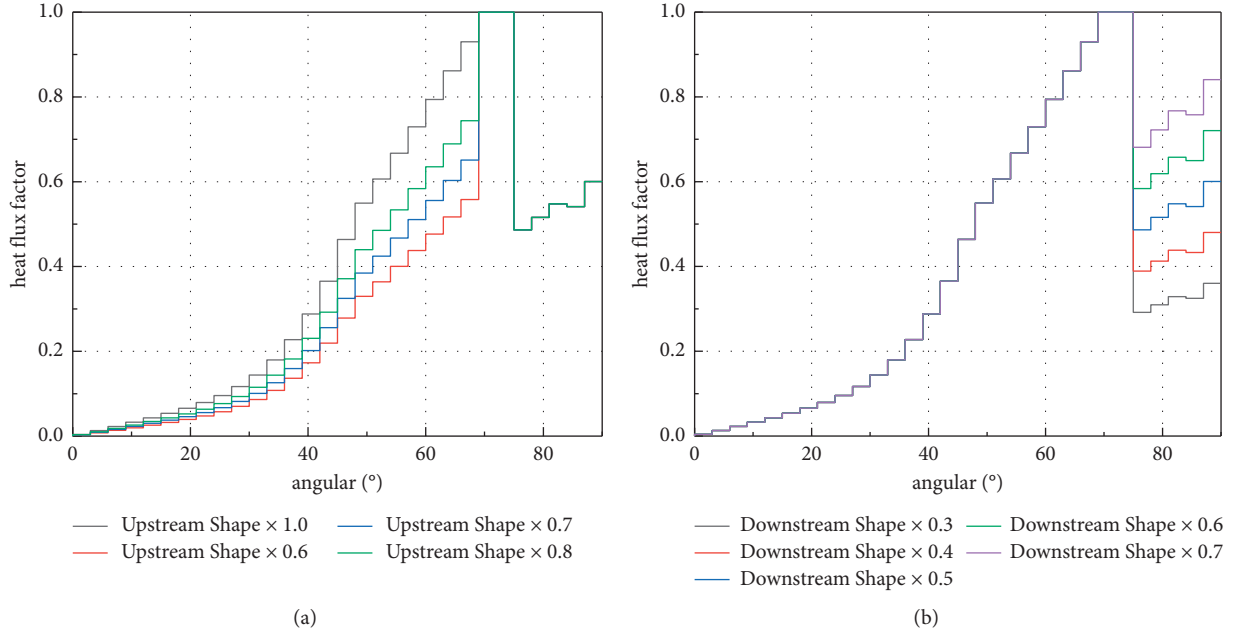 1.0
0.8
0.6
0.4
0.2
0.0
heat flux factor
0
20
40
60
80
angular (°)
Upstream Shape × 1.0
Upstream Shape × 0.6
Upstream Shape × 0.7
Upstream Shape × 0.8
(a)
1.0
0.8
0.6
0.4
0.2
0.0
heat flux factor
0
20
40
60
80
angular (°)
Downstream Shape × 0.3
Downstream Shape × 0.4
Downstream Shape × 0.5
Downstream Shape × 0.6
Downstream Shape × 0.7
(b)